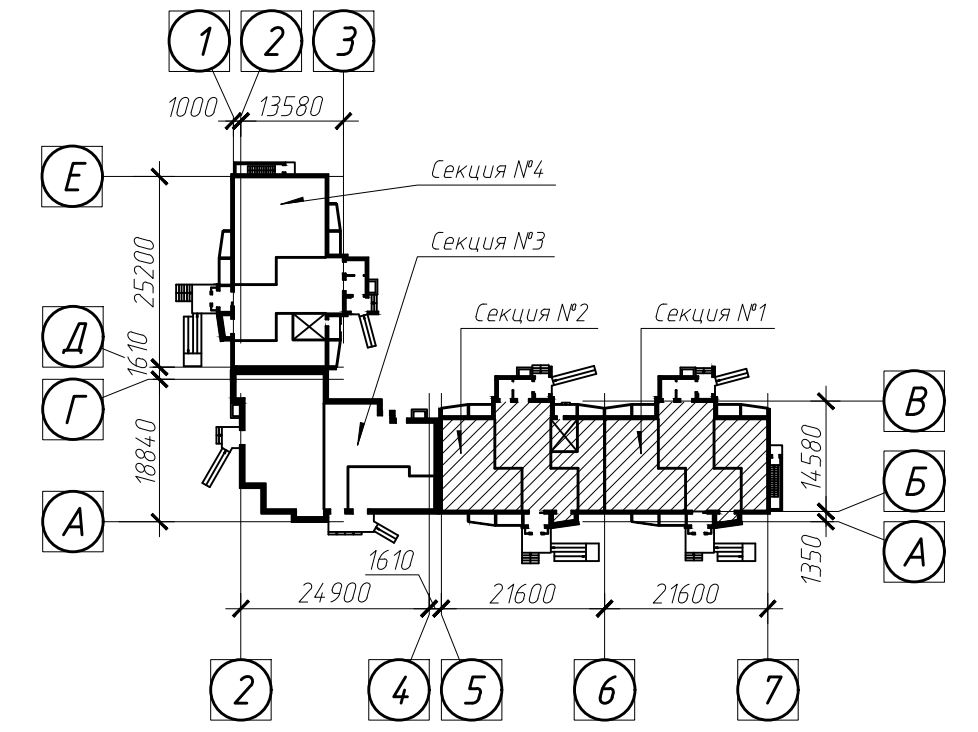 1 2 3
1000 13580
Е
Секция №4
25200
Секция №3
Д
1610
Секция №2 Секция №1
Г
В
18840
14580
Б
А
1350
А
1610
24900 21600 21600
2 4 5 6 7